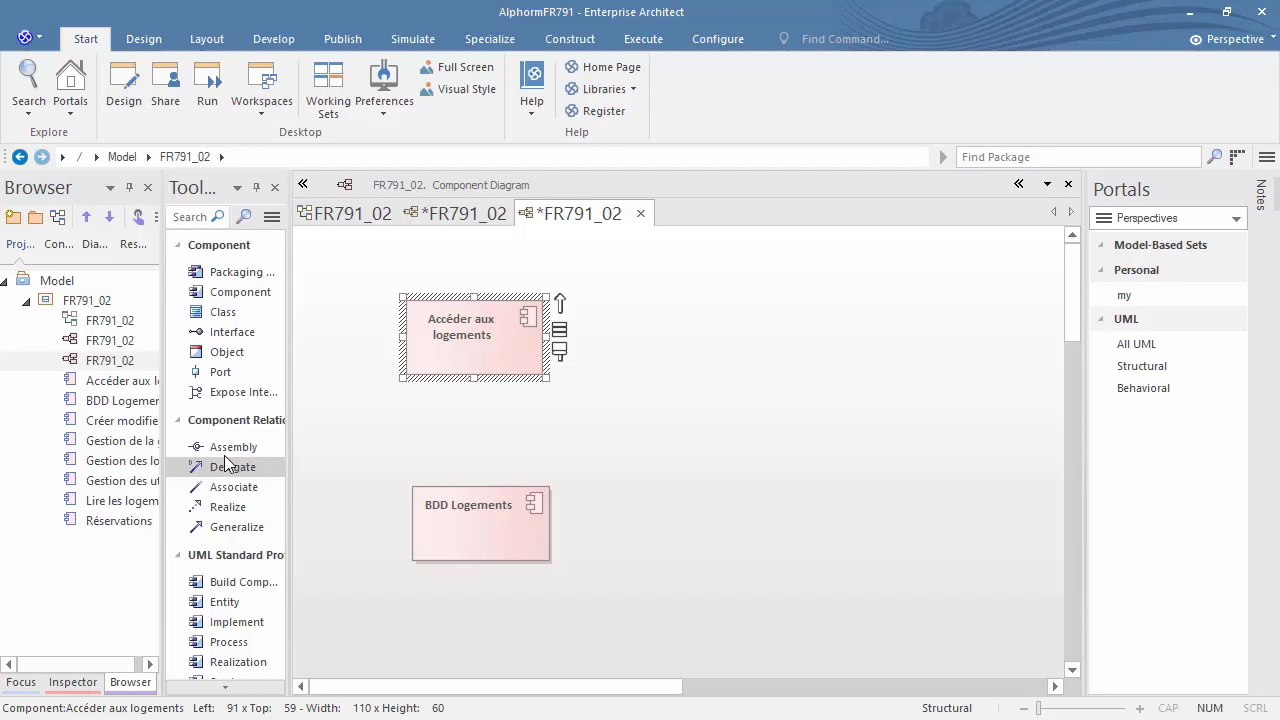 AlphormFR791 - Enterprise Architect
Start Design Layout Develop Publish Simulate Specialize Construct Execute Configure Find Command... Perspective
Search Portals Design Share Run Workspaces Working Sets Preferences Full Screen Visual Style Help Home Page Libraries Register
Explore Desktop Help
/ Model FR791_02 Find Package
Browser
Proj... Con... Dia... Res...
Model
FR791_02
FR791_02
FR791_02
FR791_02
Accéder aux l
BDD Logemer
Créer modifie
Gestion de la
Gestion des lo
Gestion des ut
Lire les logem
Réservations
Focus Inspector Browser
Tool...
Search
Component
Packaging ...
Component
Class
Interface
Object
Port
Expose Inte...
Component Relatio
Assembly
Delegate
Associate
Realize
Generalize
UML Standard Pro
Build Comp...
Entity
Implement
Process
Realization
FR791_02. Component Diagram
FR791_02 *FR791_02 *FR791_02
Accéder aux
logements
BDD Logements
Portals
Perspectives
Model-Based Sets
Personal
my
UML
All UML
Structural
Behavioral
Notes
Component:Accéder aux logements Left: 91 x Top: 59 - Width: 110 x Height: 60 Structural CAP NUM SCRL